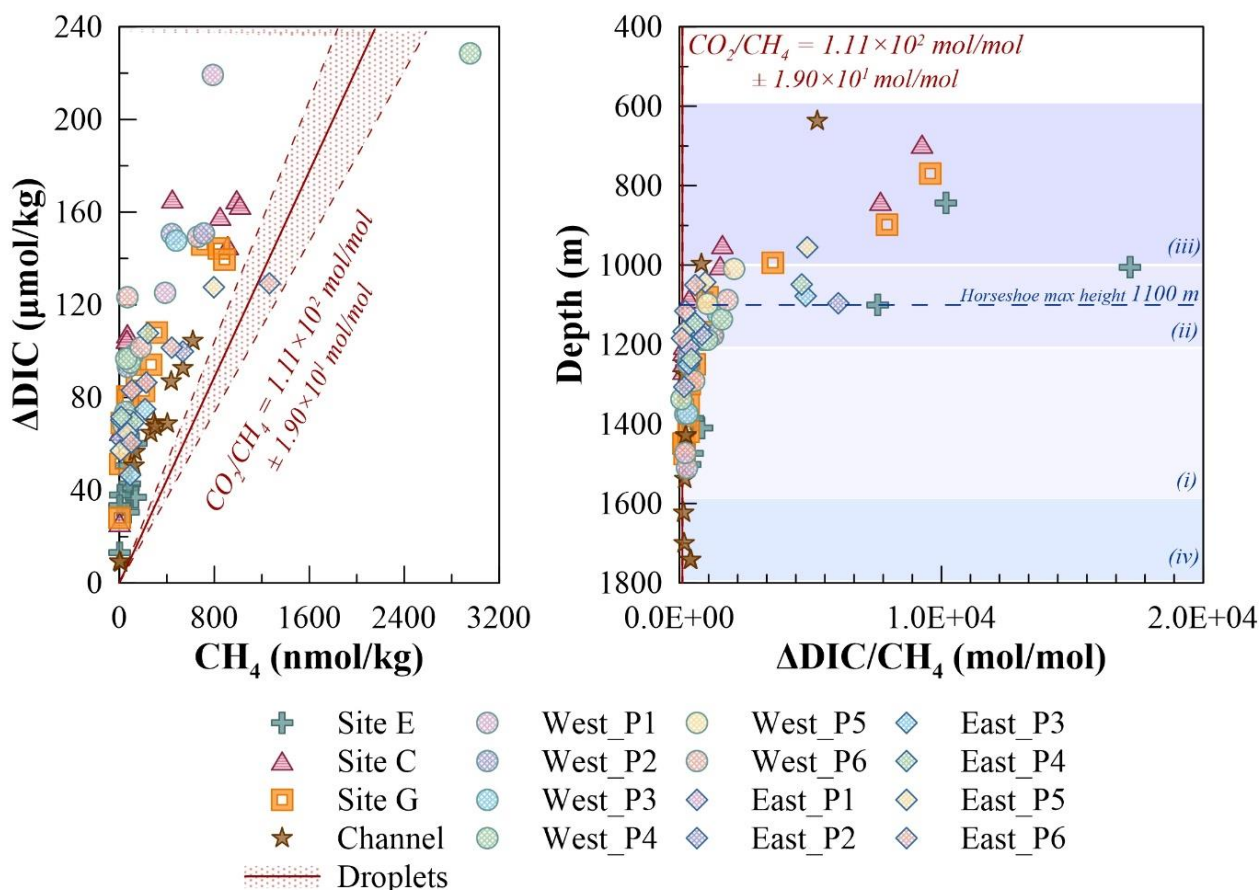 240
200
160
120
80
40
0
ΔDIC (μmol/kg)
0 800 1600 2400 3200
CH₄ (nmol/kg)
CO₂/CH₄ = 1.11×10² mol/mol
± 1.90×10¹ mol/mol
400
600
800
1000
1200
1400
1600
1800
Depth (m)
CO₂/CH₄ = 1.11×10² mol/mol
± 1.90×10¹ mol/mol
(iii)
Horseshoe max height 1100 m
(ii)
(i)
(iv)
0.E+00 1.E+04 2.E+04
ΔDIC/CH₄ (mol/mol)
Site E West_P1 West_P5 East_P3
Site C West_P2 West_P6 East_P4
Site G West_P3 East_P1 East_P5
Channel West_P4 East_P2 East_P6
Droplets